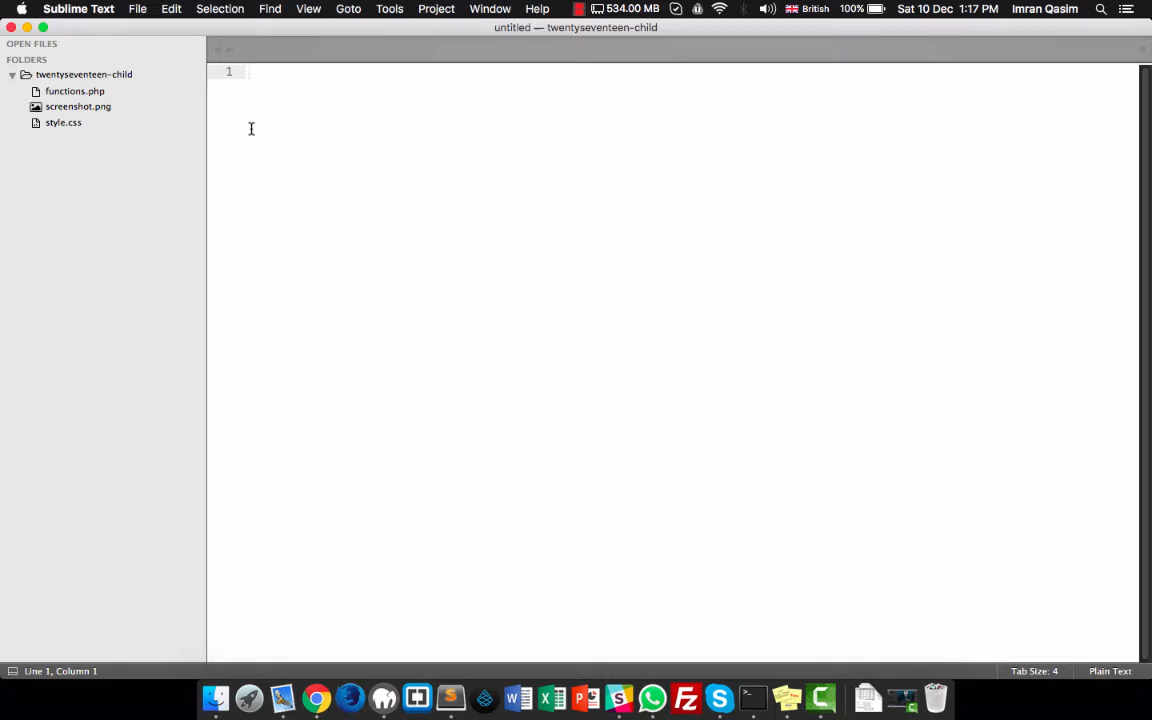 Sublime Text File Edit Selection Find View Goto Tools Project Window Help 534.00 MB British 100% Sat 10 Dec 1:17 PM Imran Qasim
untitled — twentyseventeen-child
OPEN FILES
FOLDERS
twentyseventeen-child
functions.php
screenshot.png
style.css
1
Line 1, Column 1 Tab Size: 4 Plain Text